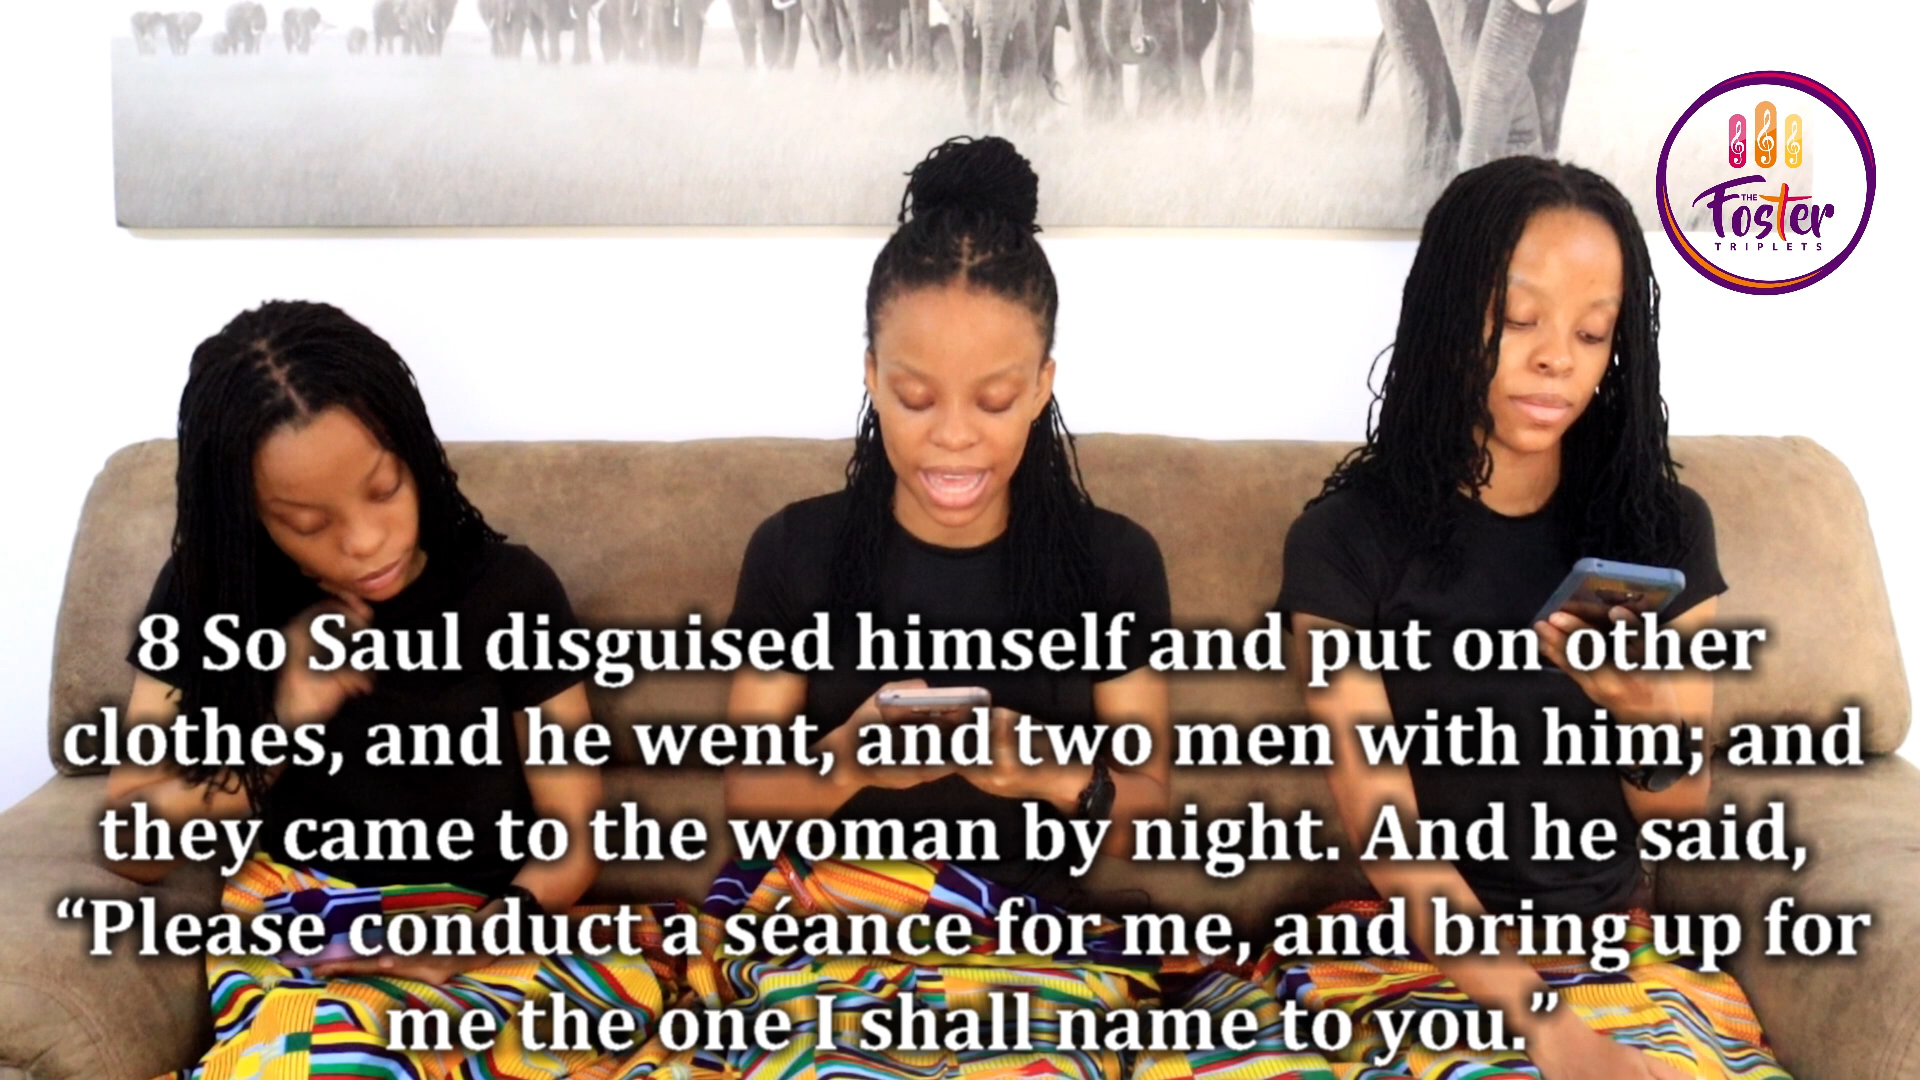 THE
Foster
TRIPLETS
8 So Saul disguised himself and put on other
clothes, and he went, and two men with him; and
they came to the woman by night. And he said,
“Please conduct a séance for me, and bring up for
me the one I shall name to you.”